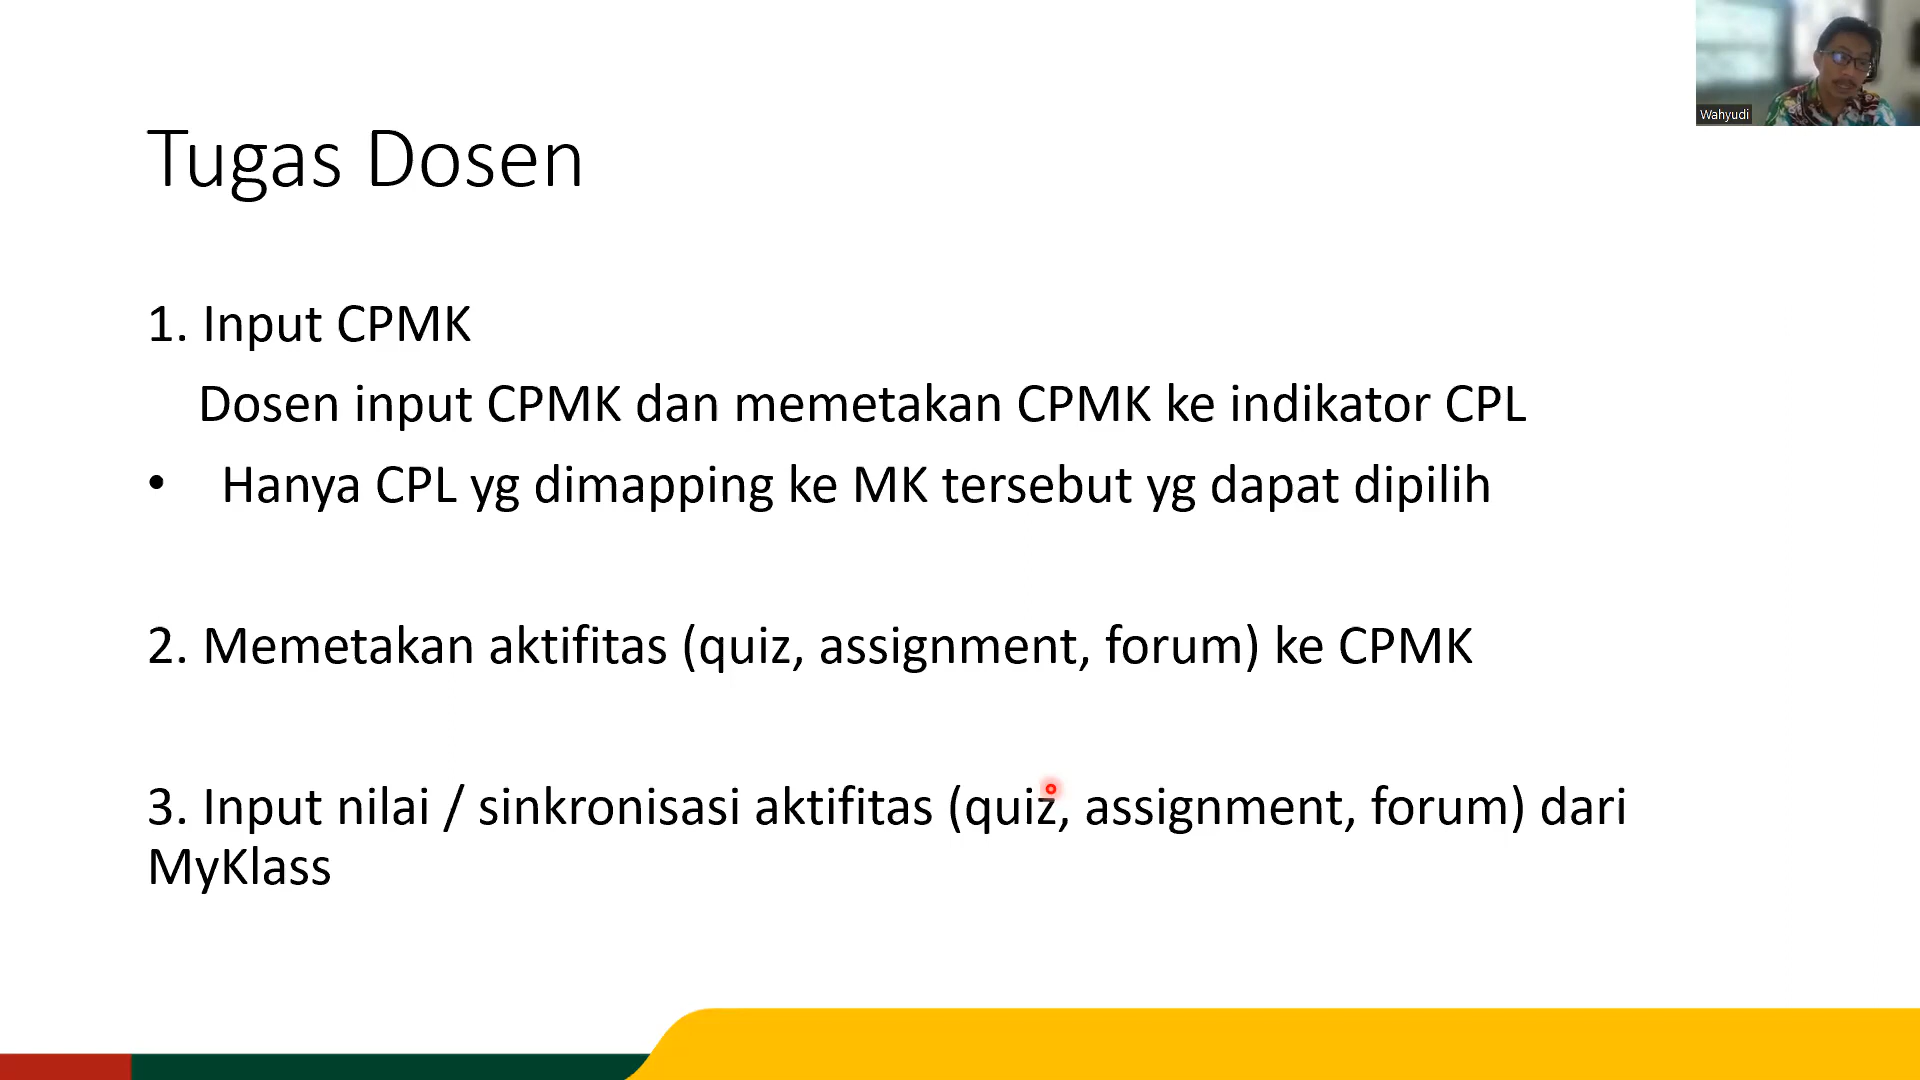 Wahyudi
Tugas Dosen
1. Input CPMK
Dosen input CPMK dan memetakan CPMK ke indikator CPL
• Hanya CPL yg dimapping ke MK tersebut yg dapat dipilih
2. Memetakan aktifitas (quiz, assignment, forum) ke CPMK
3. Input nilai / sinkronisasi aktifitas (quiz, assignment, forum) dari
MyKlass